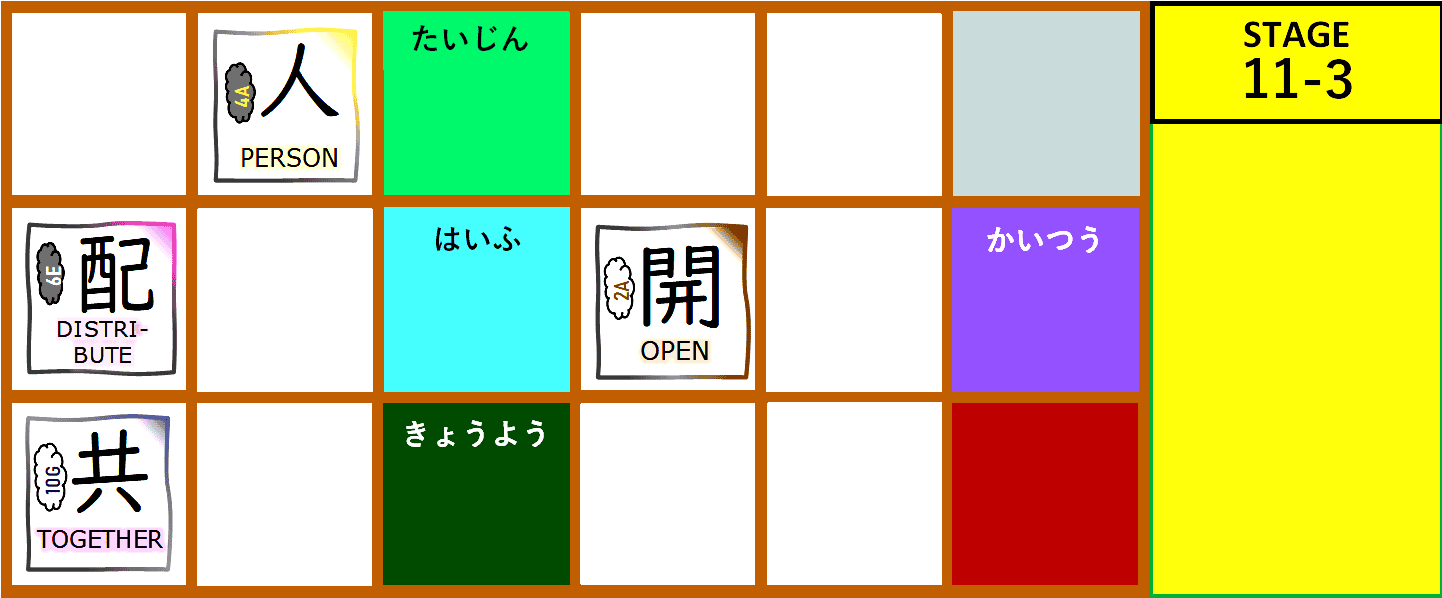 4A
人
PERSON
たいじん
STAGE
11-3
6E
配
DISTRI-
BUTE
はいふ
2A
開
OPEN
かいつう
10G
共
TOGETHER
きょうよう